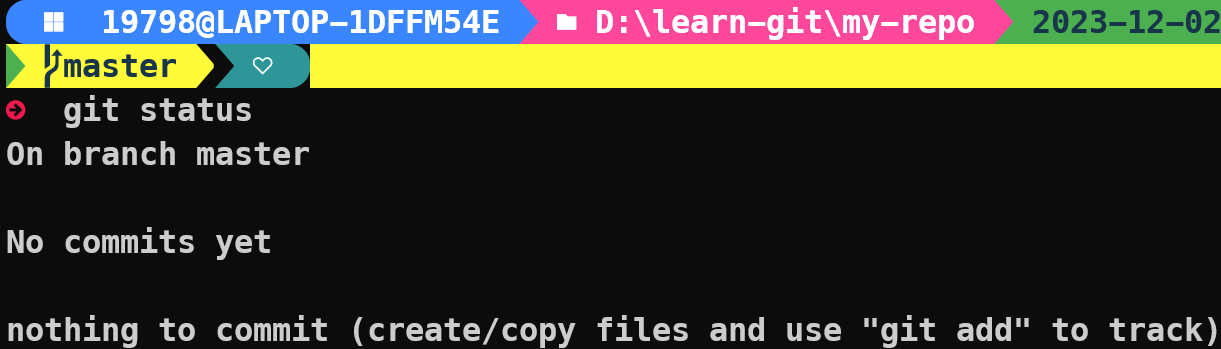 19798@LAPTOP-1DFFM54E D:\learn-git\my-repo 2023-12-02
master
git status
On branch master
No commits yet
nothing to commit (create/copy files and use "git add" to track)